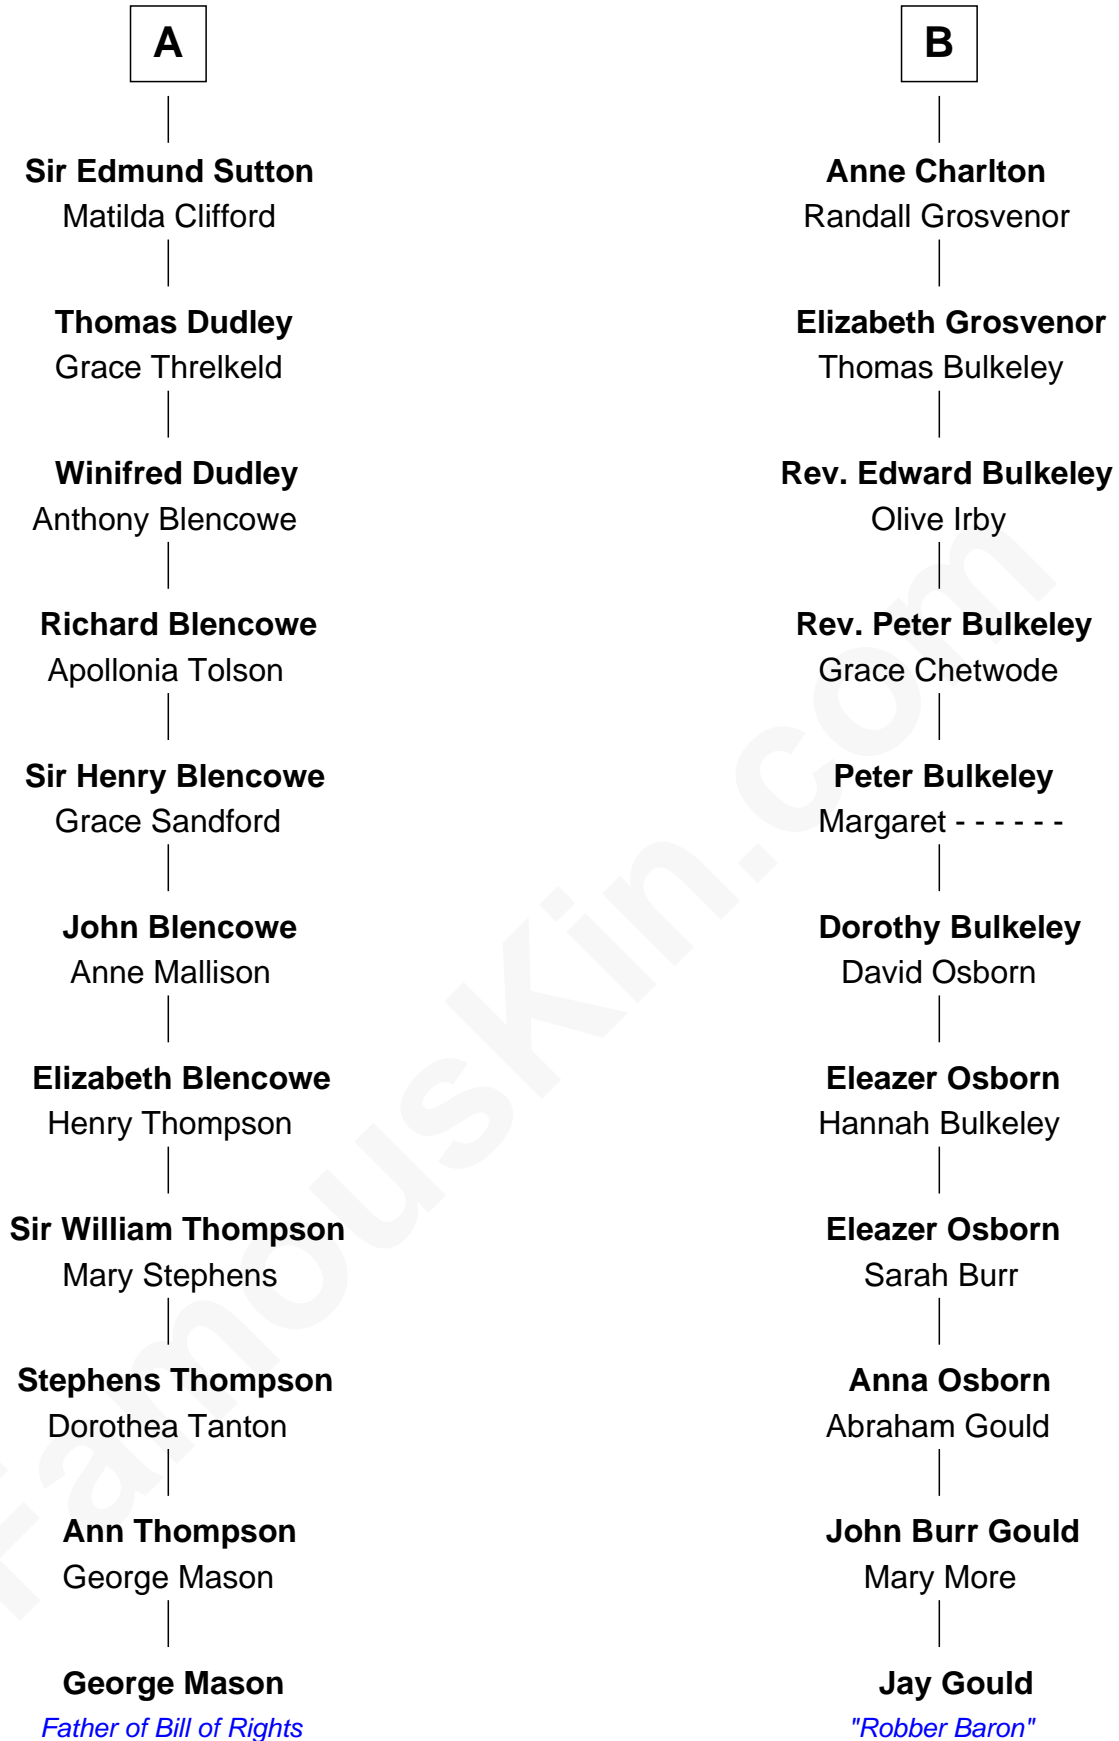 A
Sir Edmund Sutton
Matilda Clifford
Thomas Dudley
Grace Threlkeld
Winifred Dudley
Anthony Blencowe
Richard Blencowe
Apollonia Tolson
Sir Henry Blencowe
Grace Sandford
John Blencowe
Anne Mallison
Elizabeth Blencowe
Henry Thompson
Sir William Thompson
Mary Stephens
Stephens Thompson
Dorothea Tanton
Ann Thompson
George Mason
George Mason
Father of Bill of Rights
B
Anne Charlton
Randall Grosvenor
Elizabeth Grosvenor
Thomas Bulkeley
Rev. Edward Bulkeley
Olive Irby
Rev. Peter Bulkeley
Grace Chetwode
Peter Bulkeley
Margaret - - - - - -
Dorothy Bulkeley
David Osborn
Eleazer Osborn
Hannah Bulkeley
Eleazer Osborn
Sarah Burr
Anna Osborn
Abraham Gould
John Burr Gould
Mary More
Jay Gould
"Robber Baron"
FamousKin.com